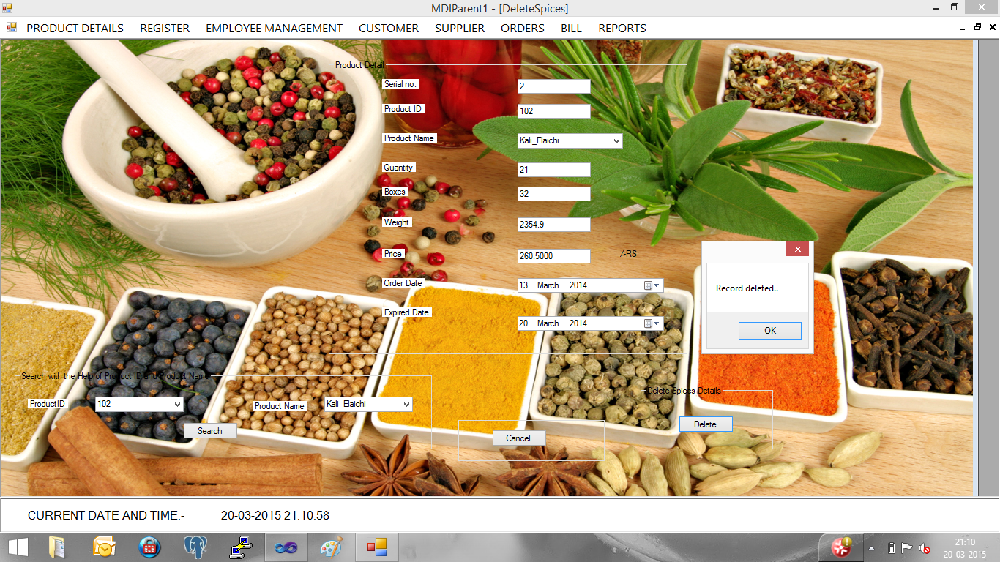 MDIParent1 - [DeleteSpices]
PRODUCT DETAILS REGISTER EMPLOYEE MANAGEMENT CUSTOMER SUPPLIER ORDERS BILL REPORTS
Product Detail
Serial no. 2
Product ID 102
Product Name Kali_Elaichi
Quantity 21
Boxes 32
Weight 2354.9
Price 260.5000 /-RS
Order Date 13 March 2014
Expired Date 20 March 2014
Record deleted..
OK
Search with the Help of Product ID and Product Name
ProductID 102 Product Name Kali_Elaichi
Search
Cancel
Delete Spices Details
Delete
CURRENT DATE AND TIME:- 20-03-2015 21:10:58
21:10
20-03-2015